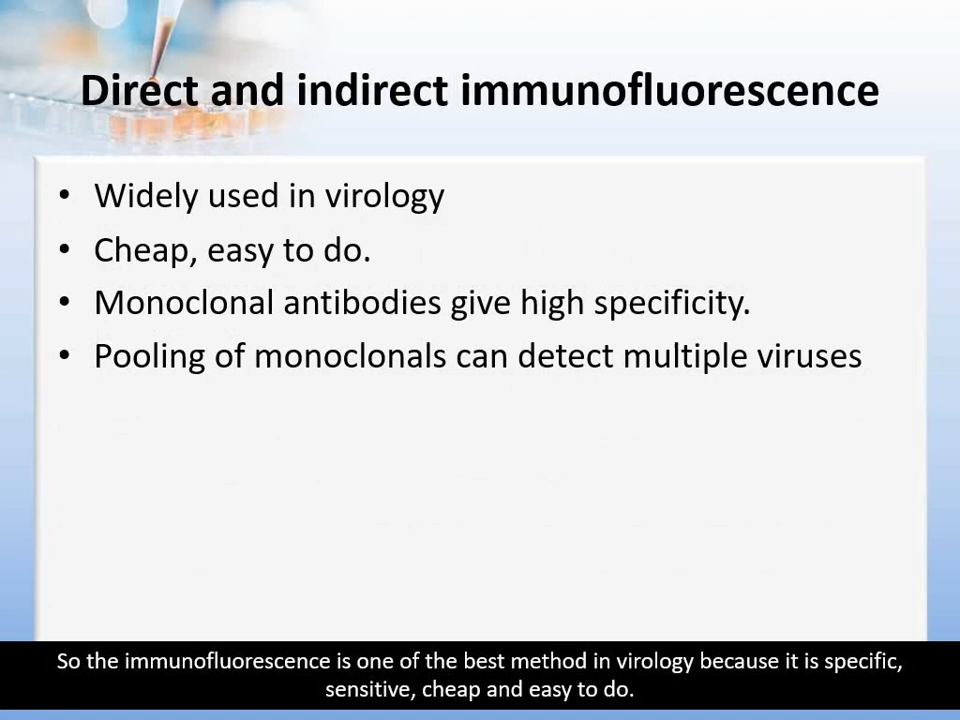 Direct and indirect immunofluorescence
• Widely used in virology
• Cheap, easy to do.
• Monoclonal antibodies give high specificity.
• Pooling of monoclonals can detect multiple viruses
So the immunofluorescence is one of the best method in virology because it is specific,
sensitive, cheap and easy to do.